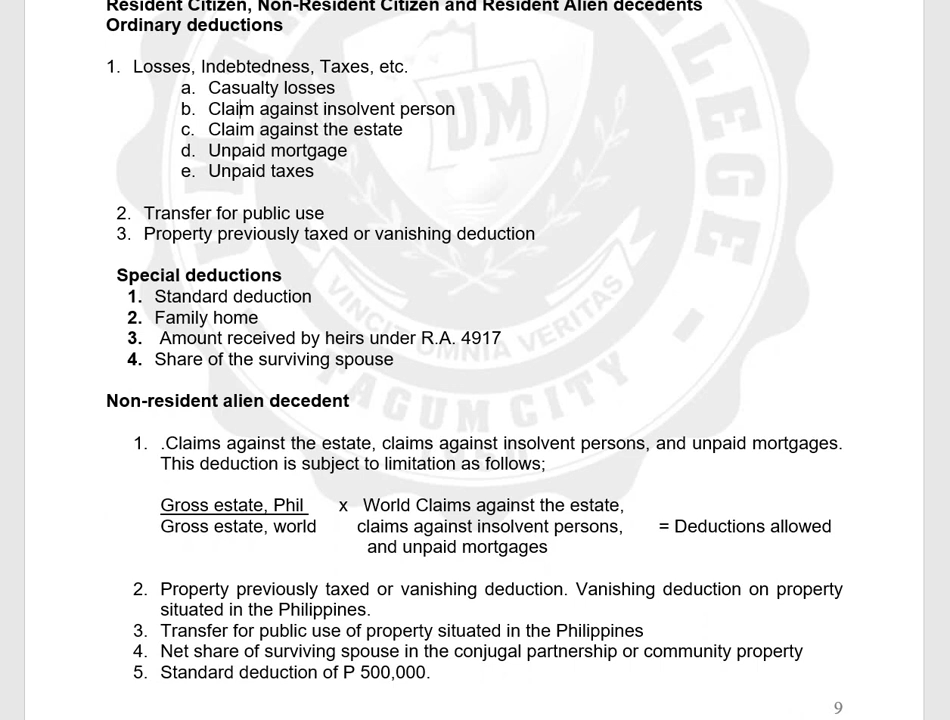 Resident Citizen, Non-Resident Citizen and Resident Alien decedents
Ordinary deductions
1. Losses, Indebtedness, Taxes, etc.
a. Casualty losses
b. Claim against insolvent person
c. Claim against the estate
d. Unpaid mortgage
e. Unpaid taxes
2. Transfer for public use
3. Property previously taxed or vanishing deduction
Special deductions
1. Standard deduction
2. Family home
3. Amount received by heirs under R.A. 4917
4. Share of the surviving spouse
Non-resident alien decedent
1. .Claims against the estate, claims against insolvent persons, and unpaid mortgages.
This deduction is subject to limitation as follows;
Gross estate, Phil x World Claims against the estate,
Gross estate, world claims against insolvent persons, = Deductions allowed
and unpaid mortgages
2. Property previously taxed or vanishing deduction. Vanishing deduction on property
situated in the Philippines.
3. Transfer for public use of property situated in the Philippines
4. Net share of surviving spouse in the conjugal partnership or community property
5. Standard deduction of P 500,000.
9
UM
OMNIA VERITAS
TAGUM CITY